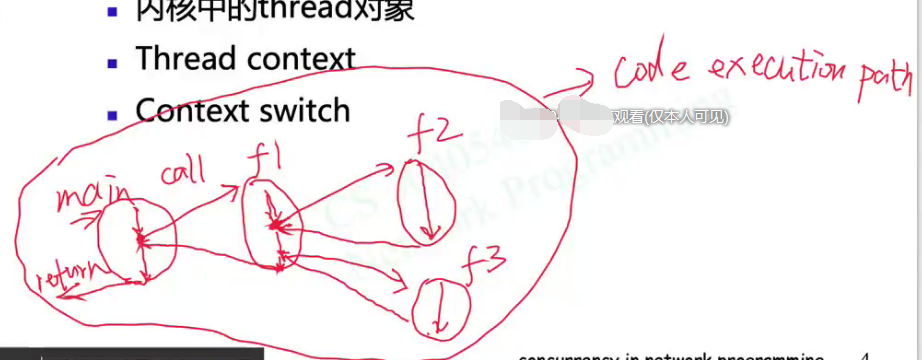 ▪ 内核中的thread对象
▪ Thread context
▪ Context switch
code execution path
观看(仅本人可见)
f2
call f1
main
return
f3
concurrency in network programming 4